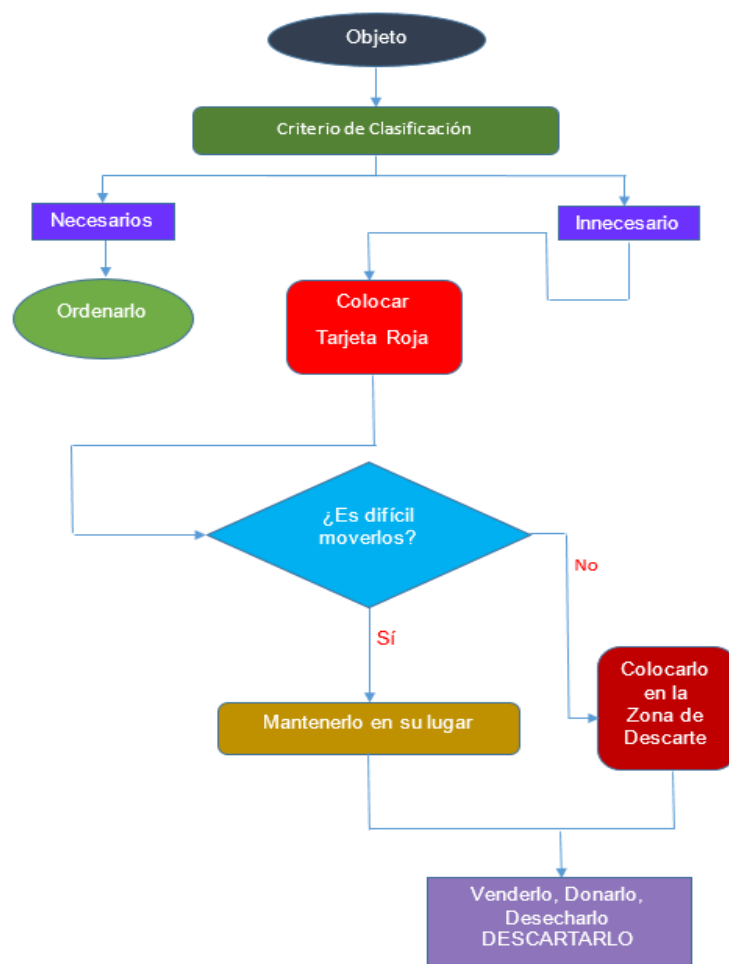 Objeto
Criterio de Clasificación
Necesarios
Innecesario
Ordenarlo
Colocar
Tarjeta Roja
¿Es difícil
moverlos?
No
Sí
Colocarlo
en la
Zona de
Descarte
Mantenerlo en su lugar
Venderlo, Donarlo,
Desecharlo
DESCARTARLO